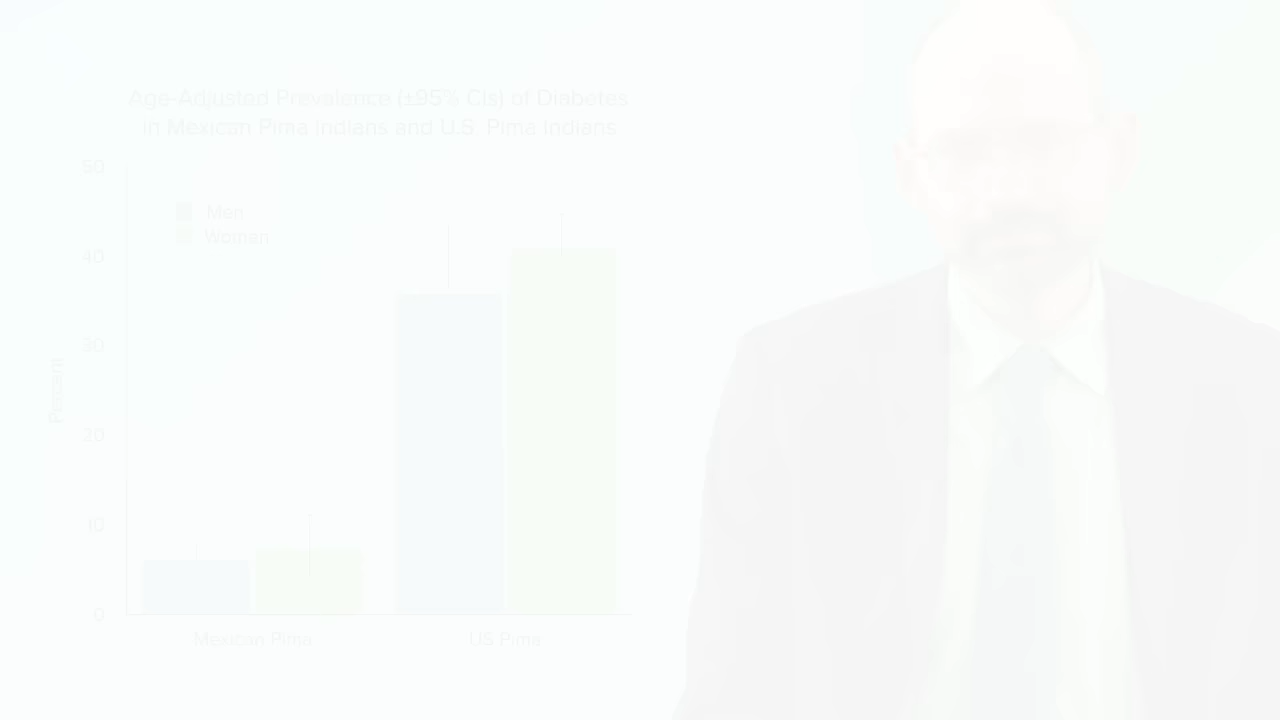 Age-Adjusted Prevalence (±95% CIs) of Diabetes
in Mexican Pima Indians and U.S. Pima Indians
50
Men
Woman
40
30
Percent
20
10
0
Mexican Pima
US Pima